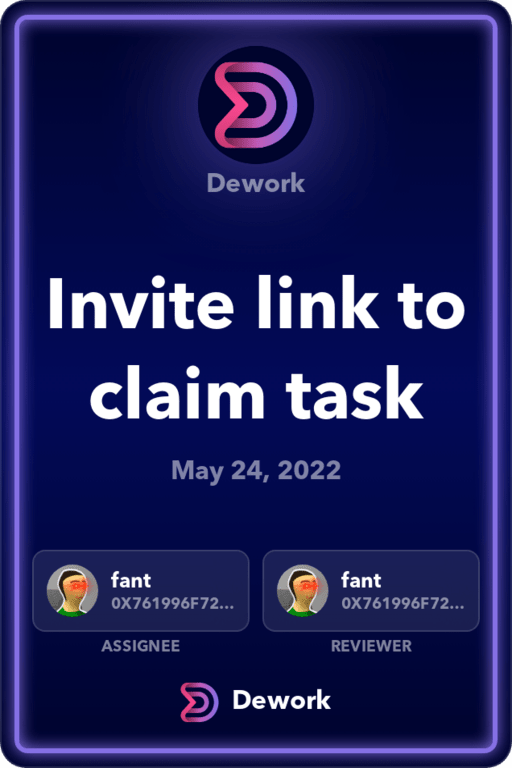 Dework
Invite link to
claim task
May 24, 2022
fant
0X761996F72...
ASSIGNEE
fant
0X761996F72...
REVIEWER
Dework